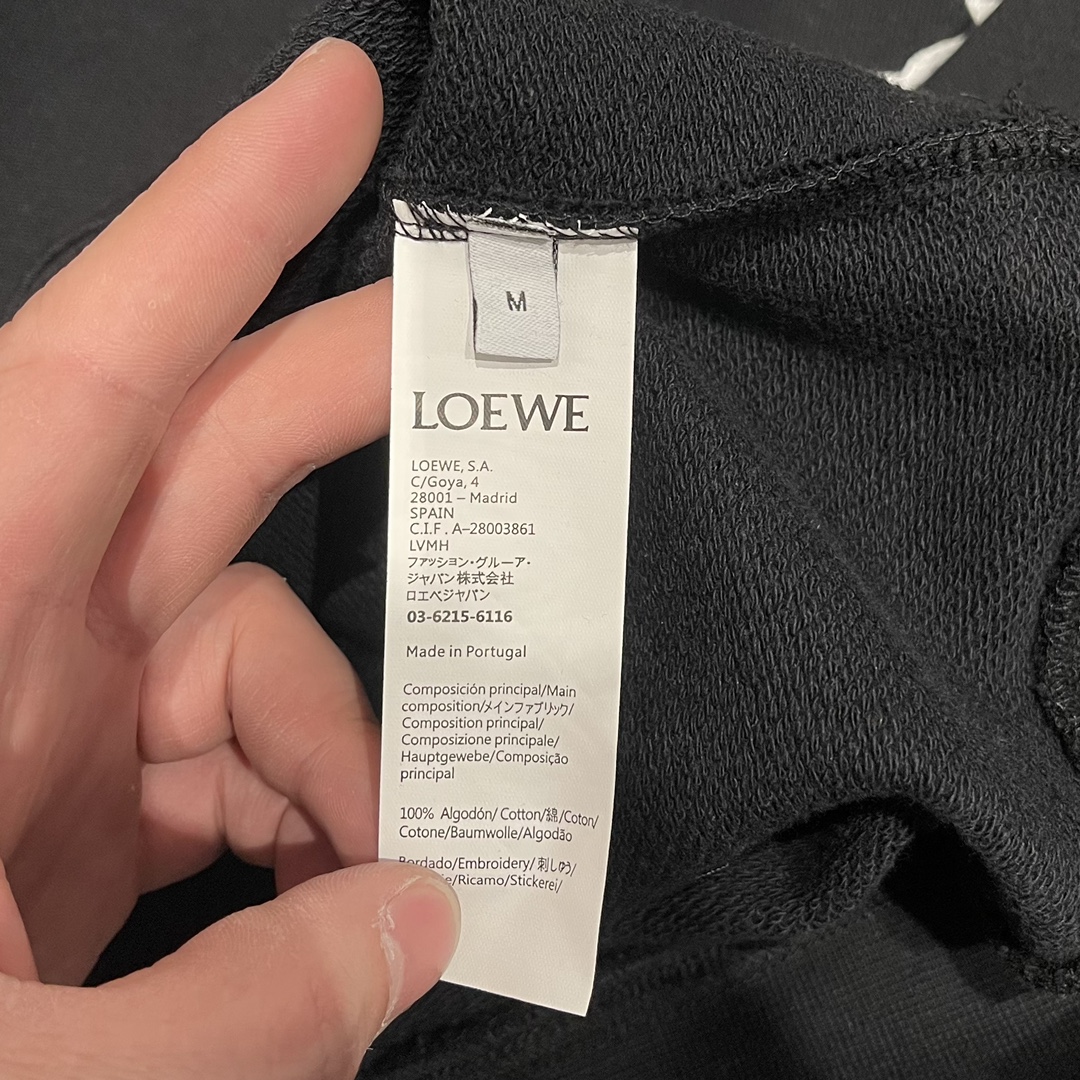 M
LOEWE
LOEWE, S.A.
C/Goya, 4
28001 – Madrid
SPAIN
C.I.F. A–28003861
LVMH
ファッション・グルーア・
ジャパン株式会社
ロエベジャパン
03-6215-6116
Made in Portugal
Composición principal/Main
composition/メインファブリック/
Composition principal/
Composizione principale/
Hauptgewebe/Composição
principal
100% Algodón/ Cotton/綿/Coton/
Cotone/Baumwolle/Algodão
Bordado/Embroidery/刺しゅう/
/Ricamo/Stickerei/